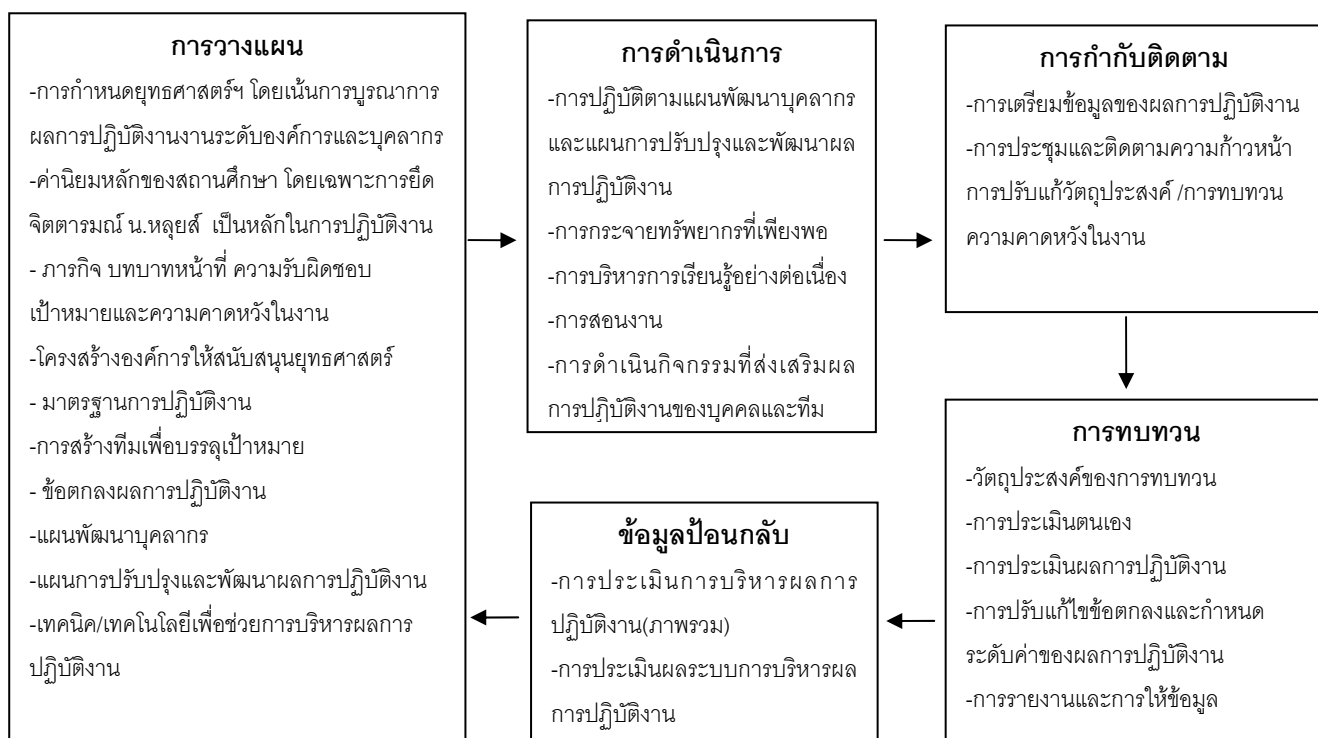 การวางแผน
-การกำหนดยุทธศาสตร์ฯ โดยเน้นการบูรณาการ
ผลการปฏิบัติงานงานระดับองค์การและบุคลากร
-ค่านิยมหลักของสถานศึกษา โดยเฉพาะการยึด
จิตตารมณ์ น.หลุยส์ เป็นหลักในการปฏิบัติงาน
- ภารกิจ บทบาทหน้าที่ ความรับผิดชอบ
เป้าหมายและความคาดหวังในงาน
-โครงสร้างองค์การให้สนับสนุนยุทธศาสตร์
- มาตรฐานการปฏิบัติงาน
-การสร้างทีมเพื่อบรรลุเป้าหมาย
- ข้อตกลงผลการปฏิบัติงาน
-แผนพัฒนาบุคลากร
-แผนการปรับปรุงและพัฒนาผลการปฏิบัติงาน
-เทคนิค/เทคโนโลยีเพื่อช่วยการบริหารผลการ
ปฏิบัติงาน
การดำเนินการ
-การปฏิบัติตามแผนพัฒนาบุคลากร
และแผนการปรับปรุงและพัฒนาผล
การปฏิบัติงาน
-การกระจายทรัพยากรที่เพียงพอ
-การบริหารการเรียนรู้อย่างต่อเนื่อง
-การสอนงาน
-การดำเนินกิจกรรมที่ส่งเสริมผล
การปฏิบัติงานของบุคคลและทีม
การกำกับติดตาม
-การเตรียมข้อมูลของผลการปฏิบัติงาน
-การประชุมและติดตามความก้าวหน้า
การปรับแก้วัตถุประสงค์ /การทบทวน
ความคาดหวังในงาน
การทบทวน
-วัตถุประสงค์ของการทบทวน
-การประเมินตนเอง
-การประเมินผลการปฏิบัติงาน
-การปรับแก้ไขข้อตกลงและกำหนด
ระดับค่าของผลการปฏิบัติงาน
-การรายงานและการให้ข้อมูล
ข้อมูลป้อนกลับ
-การประเมินการบริหารผลการ
ปฏิบัติงาน(ภาพรวม)
-การประเมินผลระบบการบริหารผล
การปฏิบัติงาน